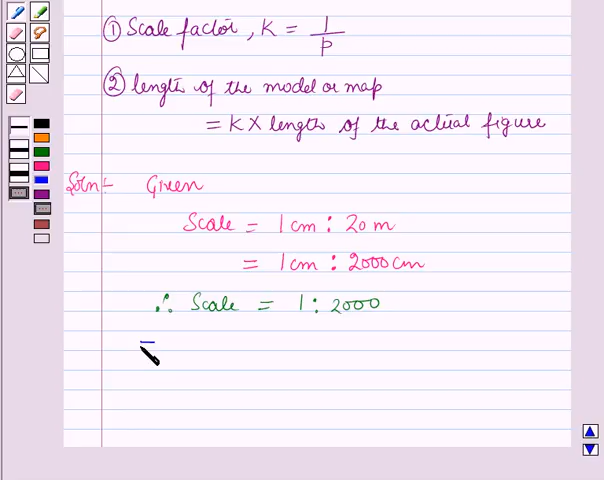 ① Scale factor, K = 1/p
② length of the model or map
= K × length of the actual figure
Soln:- Given
Scale = 1 cm : 20 m
= 1 cm : 2000 cm
∴ Scale = 1 : 2000